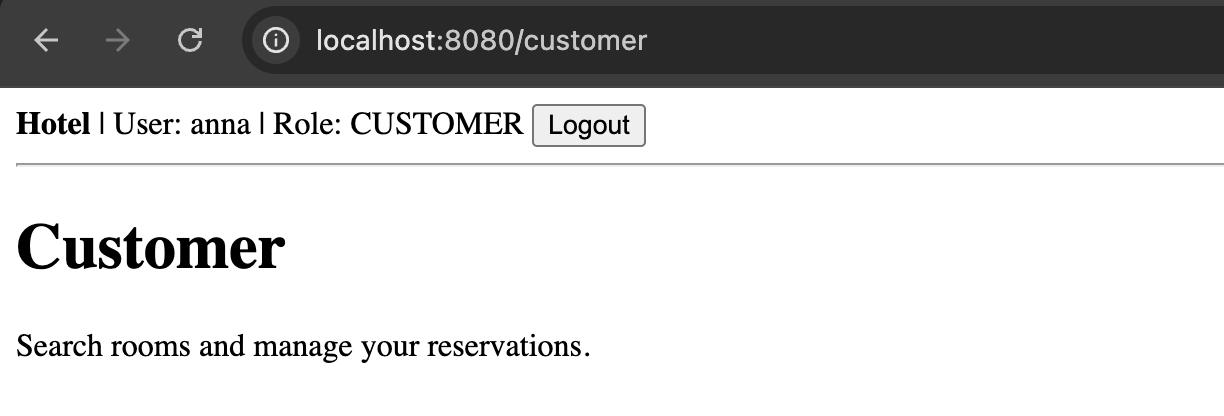 localhost:8080/customer
Hotel | User: anna | Role: CUSTOMER Logout
Customer
Search rooms and manage your reservations.